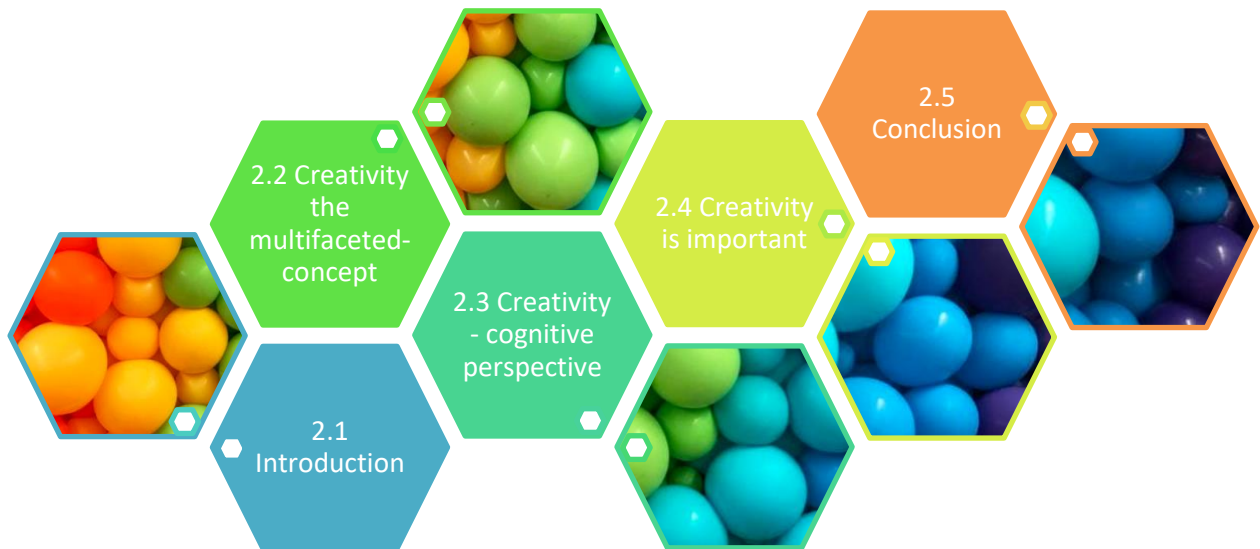 2.1
Introduction
2.2 Creativity
the
multifaceted-
concept
2.3 Creativity
- cognitive
perspective
2.4 Creativity
is important
2.5
Conclusion